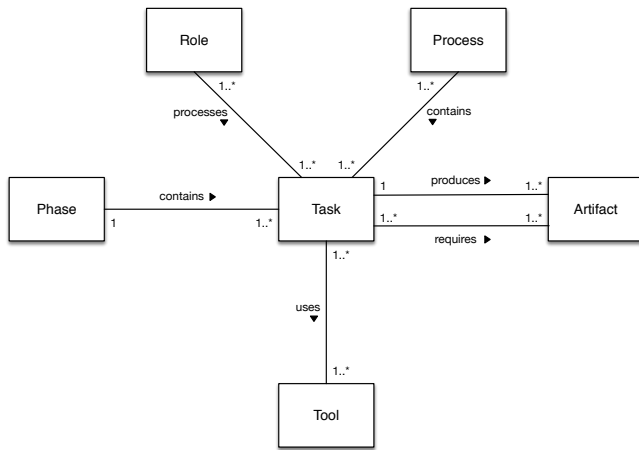 Role
Process
1..*
1..*
processes
contains
1..*
1..*
1
produces
1..*
Phase
contains
Task
Artifact
1
1..*
1..*
1..*
requires
1..*
uses
1..*
Tool